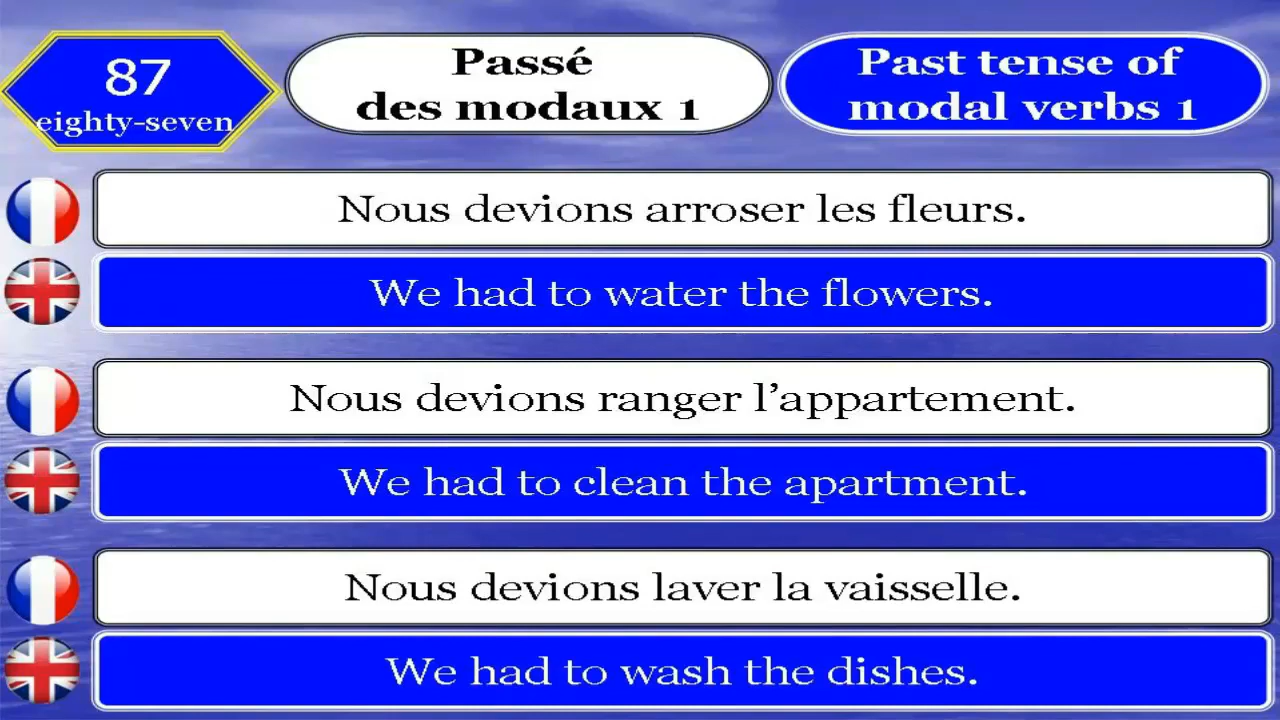 87
eighty-seven
Passé
des modaux 1
Past tense of
modal verbs 1
Nous devions arroser les fleurs.
We had to water the flowers.
Nous devions ranger l’appartement.
We had to clean the apartment.
Nous devions laver la vaisselle.
We had to wash the dishes.